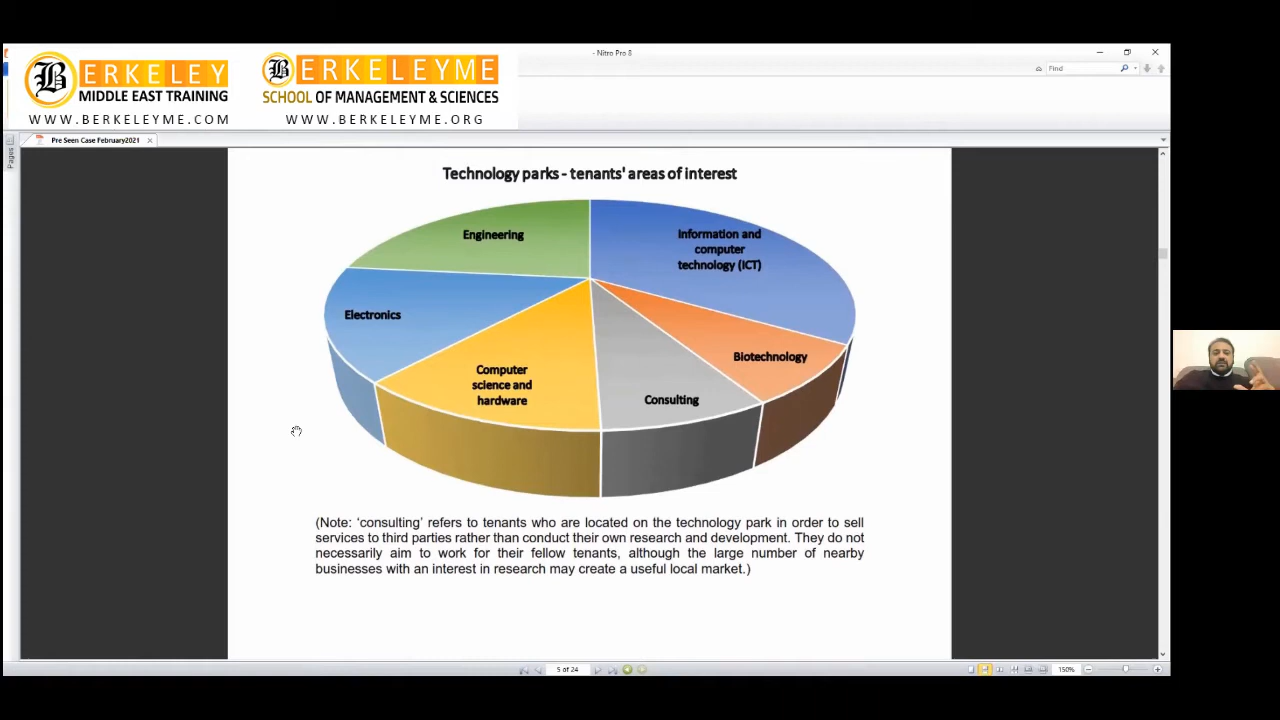 - Nitro Pro 8
BERKELEY
MIDDLE EAST TRAINING
WWW.BERKELEYME.COM
BERKELEYME
SCHOOL OF MANAGEMENT & SCIENCES
WWW.BERKELEYME.ORG
Find
Pre Seen Case February2021
Pages
Technology parks - tenants' areas of interest
Engineering
Information and
computer
technology (ICT)
Electronics
Biotechnology
Computer
science and
hardware
Consulting
(Note: ‘consulting’ refers to tenants who are located on the technology park in order to sell
services to third parties rather than conduct their own research and development. They do not
necessarily aim to work for their fellow tenants, although the large number of nearby
businesses with an interest in research may create a useful local market.)
5 of 24
150%